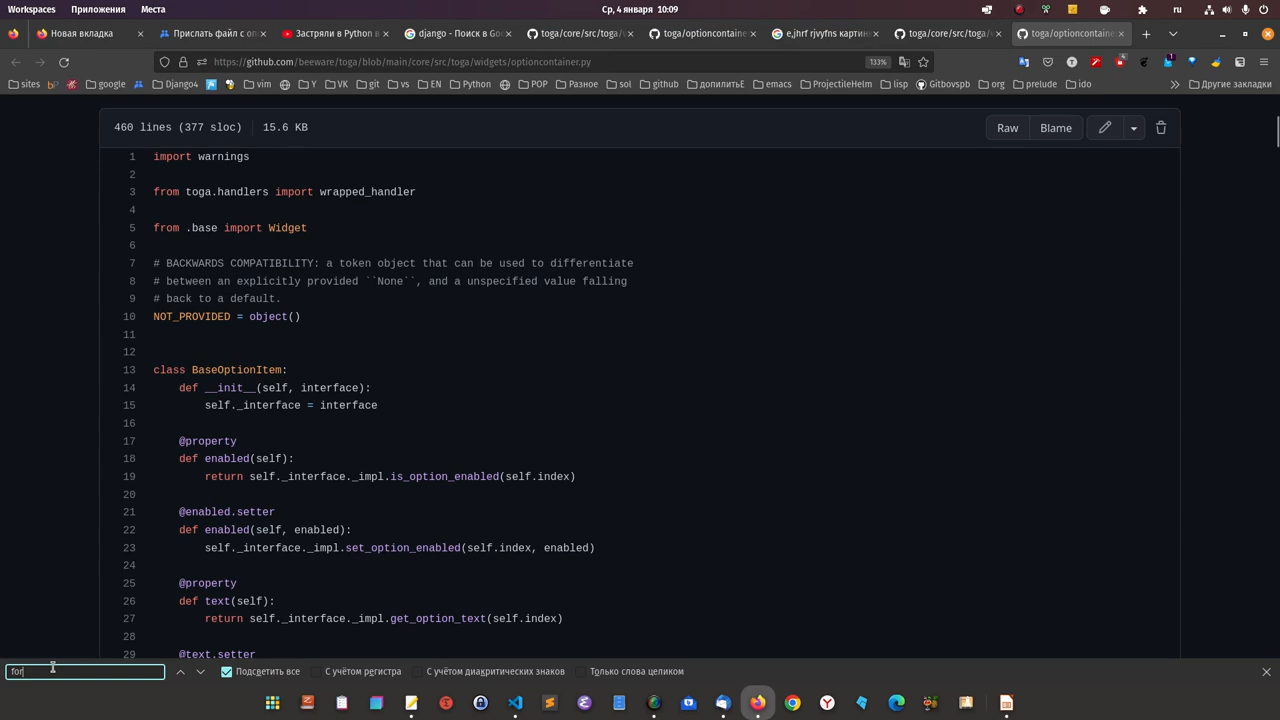 Workspaces Приложения Места Ср, 4 января 10:09 ru
Новая вкладка Прислать файл с оп Застряли в Python в django - Поиск в Goo toga/core/src/toga/w toga/optioncontaine e,jhrf rjvyfns картин toga/core/src/toga/w toga/optioncontaine
https://github.com/beeware/toga/blob/main/core/src/toga/widgets/optioncontainer.py 133%
sites google Django4 vim Y VK git vs EN Python POP Разное sol github допилитьЕ emacs ProjectileHelm lisp Gitbovspb org prelude ido Другие закладки
460 lines (377 sloc) 15.6 KB Raw Blame
1 import warnings
2
3 from toga.handlers import wrapped_handler
4
5 from .base import Widget
6
7 # BACKWARDS COMPATIBILITY: a token object that can be used to differentiate
8 # between an explicitly provided ``None``, and a unspecified value falling
9 # back to a default.
10 NOT_PROVIDED = object()
11
12
13 class BaseOptionItem:
14 def __init__(self, interface):
15 self._interface = interface
16
17 @property
18 def enabled(self):
19 return self._interface._impl.is_option_enabled(self.index)
20
21 @enabled.setter
22 def enabled(self, enabled):
23 self._interface._impl.set_option_enabled(self.index, enabled)
24
25 @property
26 def text(self):
27 return self._interface._impl.get_option_text(self.index)
28
29 @text.setter
for Подсветить все С учётом регистра С учётом диакритических знаков Только слова целиком